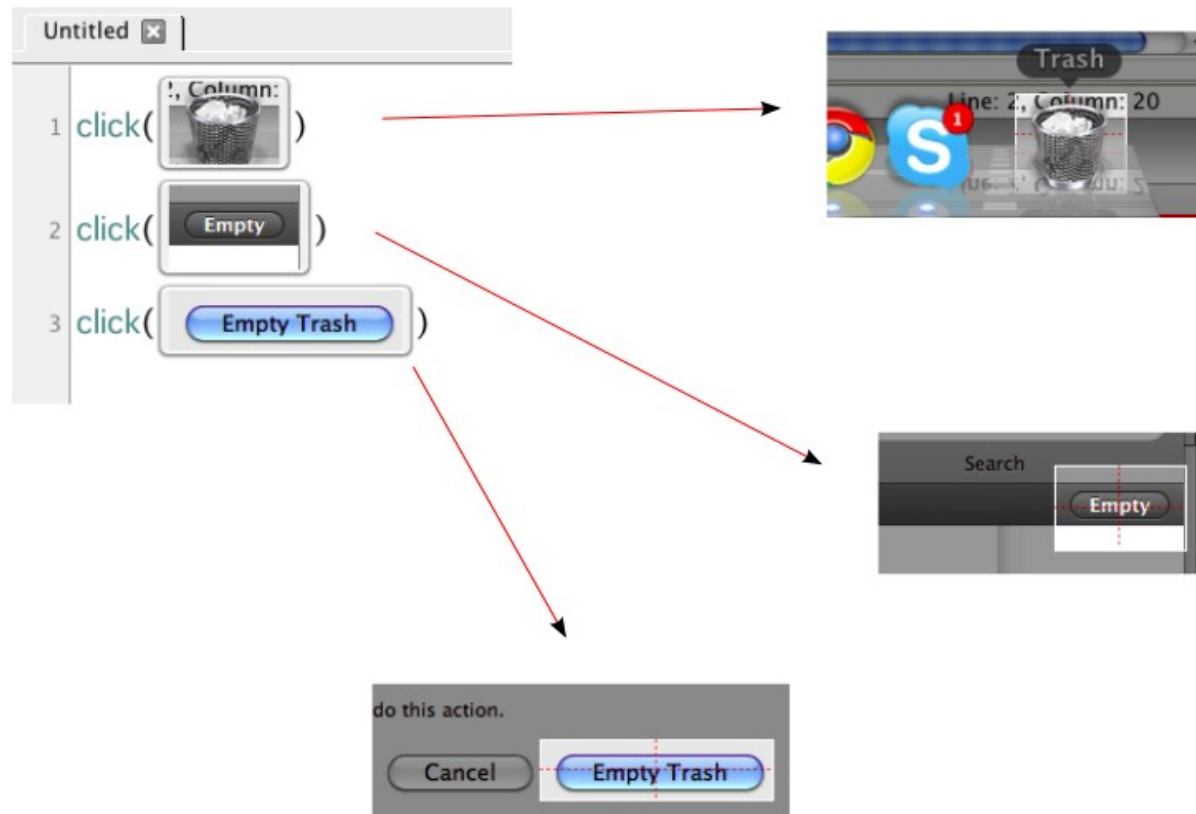 Untitled
1 click( , Column: )
2 click( Empty )
3 click( Empty Trash )
Trash
Line: 2, Column: 20
S 1
Search
Empty
do this action.
Cancel Empty Trash